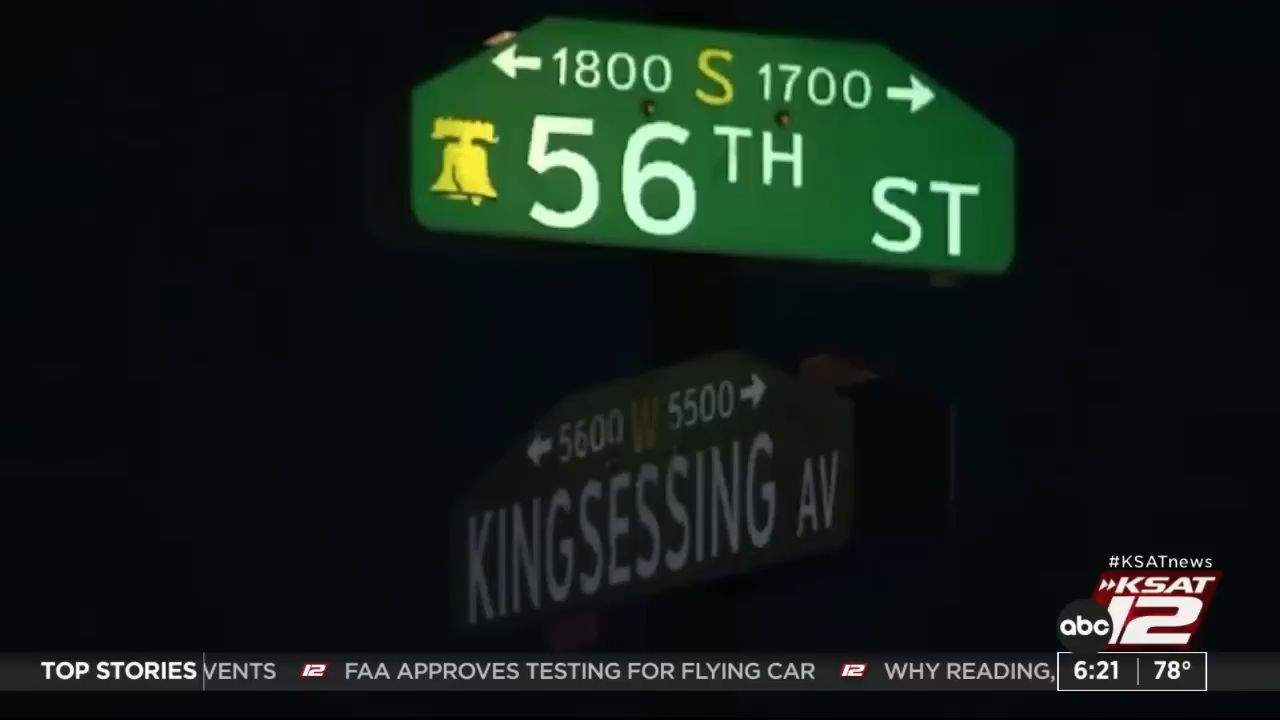 ← 1800 S 1700 →
56TH ST
← 5600 W 5500 →
KINGSESSING AV
#KSATnews
KSAT
abc 12
TOP STORIES VENTS 12 FAA APPROVES TESTING FOR FLYING CAR 12 WHY READING, 6:21 78°